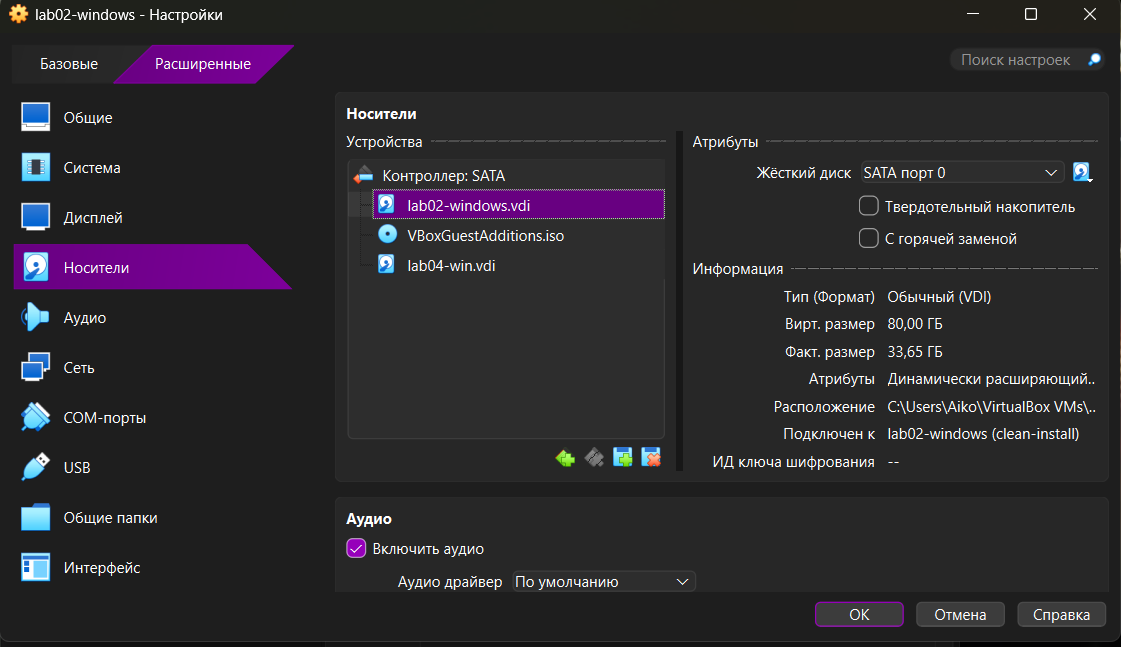 lab02-windows - Настройки
Базовые
Расширенные
Поиск настроек
Общие
Система
Дисплей
Носители
Аудио
Сеть
COM-порты
USB
Общие папки
Интерфейс
Носители
Устройства
Контроллер: SATA
lab02-windows.vdi
VBoxGuestAdditions.iso
lab04-win.vdi
Атрибуты
Жёсткий диск SATA порт 0
Твердотельный накопитель
С горячей заменой
Информация
Тип (Формат) Обычный (VDI)
Вирт. размер 80,00 ГБ
Факт. размер 33,65 ГБ
Атрибуты Динамически расширяющий..
Расположение C:\Users\Aiko\VirtualBox VMs\..
Подключен к lab02-windows (clean-install)
ИД ключа шифрования --
Аудио
Включить аудио
Аудио драйвер По умолчанию
OK
Отмена
Справка